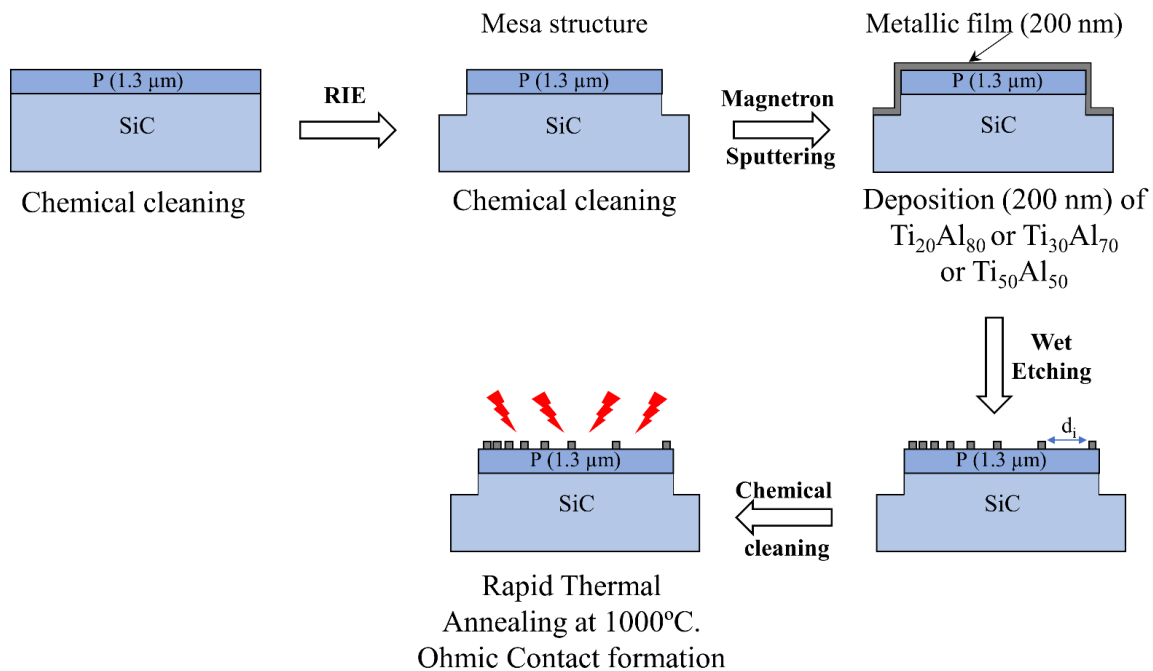 P (1.3 μm)
SiC
Chemical cleaning
RIE
Mesa structure
P (1.3 μm)
SiC
Chemical cleaning
Magnetron
Sputtering
Metallic film (200 nm)
P (1.3 μm)
SiC
Deposition (200 nm) of
Ti₂₀Al₈₀ or Ti₃₀Al₇₀
or Ti₅₀Al₅₀
Wet
Etching
dᵢ
P (1.3 μm)
SiC
Chemical
cleaning
P (1.3 μm)
SiC
Rapid Thermal
Annealing at 1000ºC.
Ohmic Contact formation